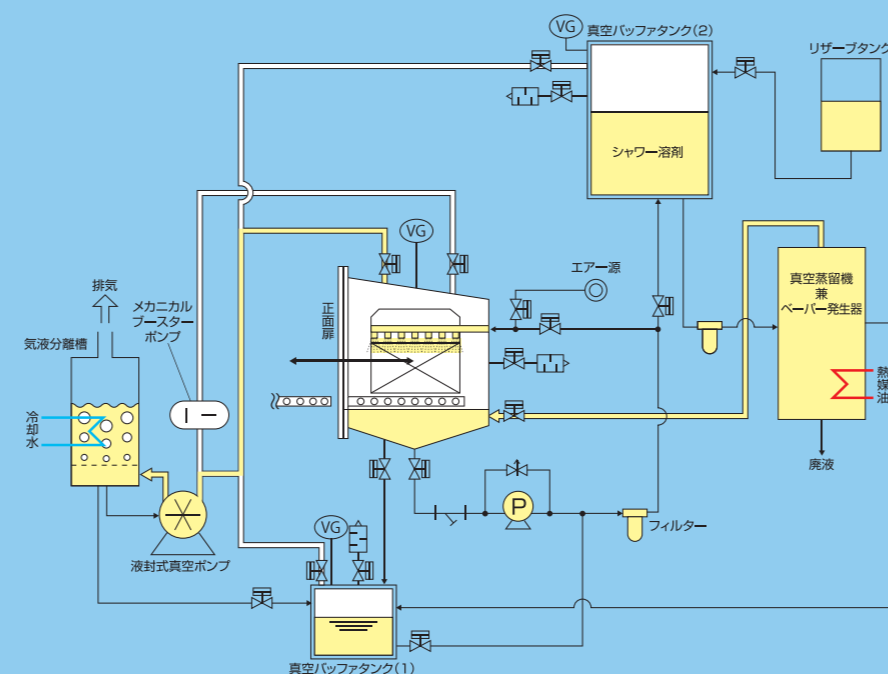 VG
真空バッファタンク(2)
リザーブタンク
シャワー溶剤
VG
エアー源
排気
メカニカル
ブースター
ポンプ
正面扉
真空蒸留機
兼
ベーパー発生器
気液分離槽
熱媒油
冷却水
廃液
P
フィルター
VG
液封式真空ポンプ
真空バッファタンク(1)